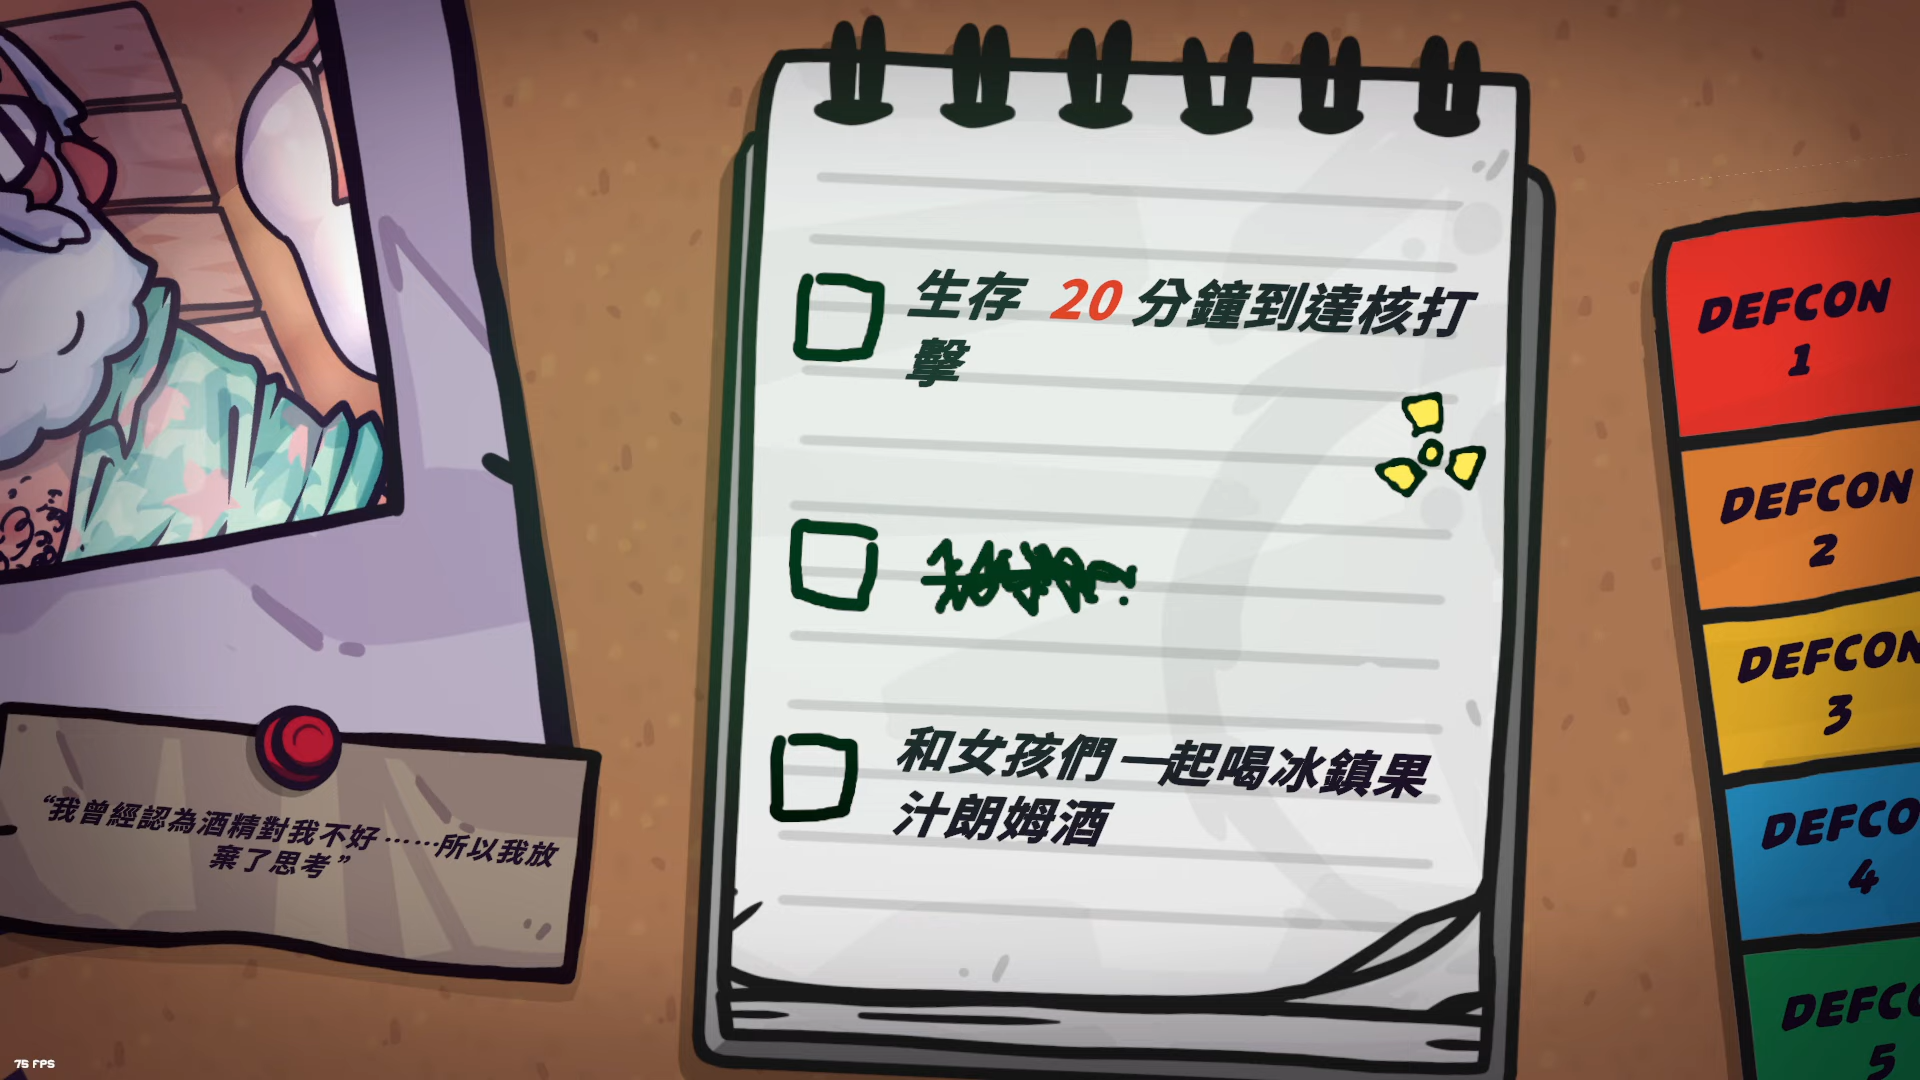 生存 20 分鐘到達核打
擊
和女孩們一起喝冰鎮果
汁朗姆酒
“我曾經認為酒精對我不好……所以我放
棄了思考”
DEFCON
1
DEFCON
2
DEFCON
3
DEFCO
4
DEFCO
5
75 FPS